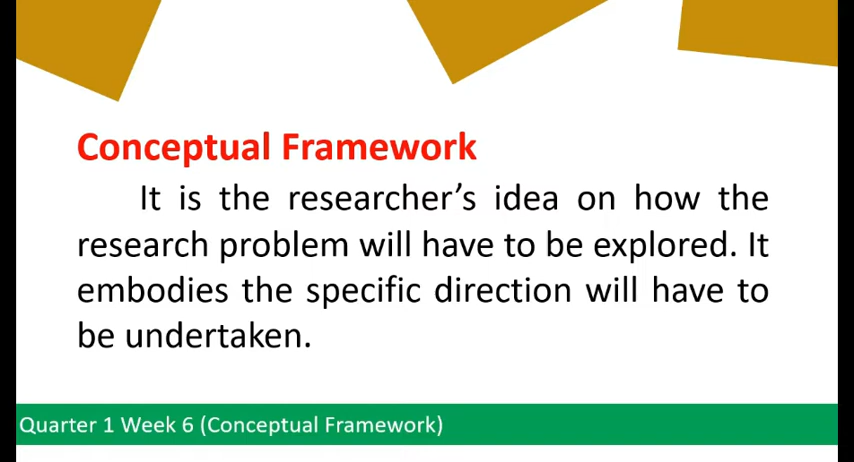 Conceptual Framework
It is the researcher’s idea on how the
research problem will have to be explored. It
embodies the specific direction will have to
be undertaken.
Quarter 1 Week 6 (Conceptual Framework)